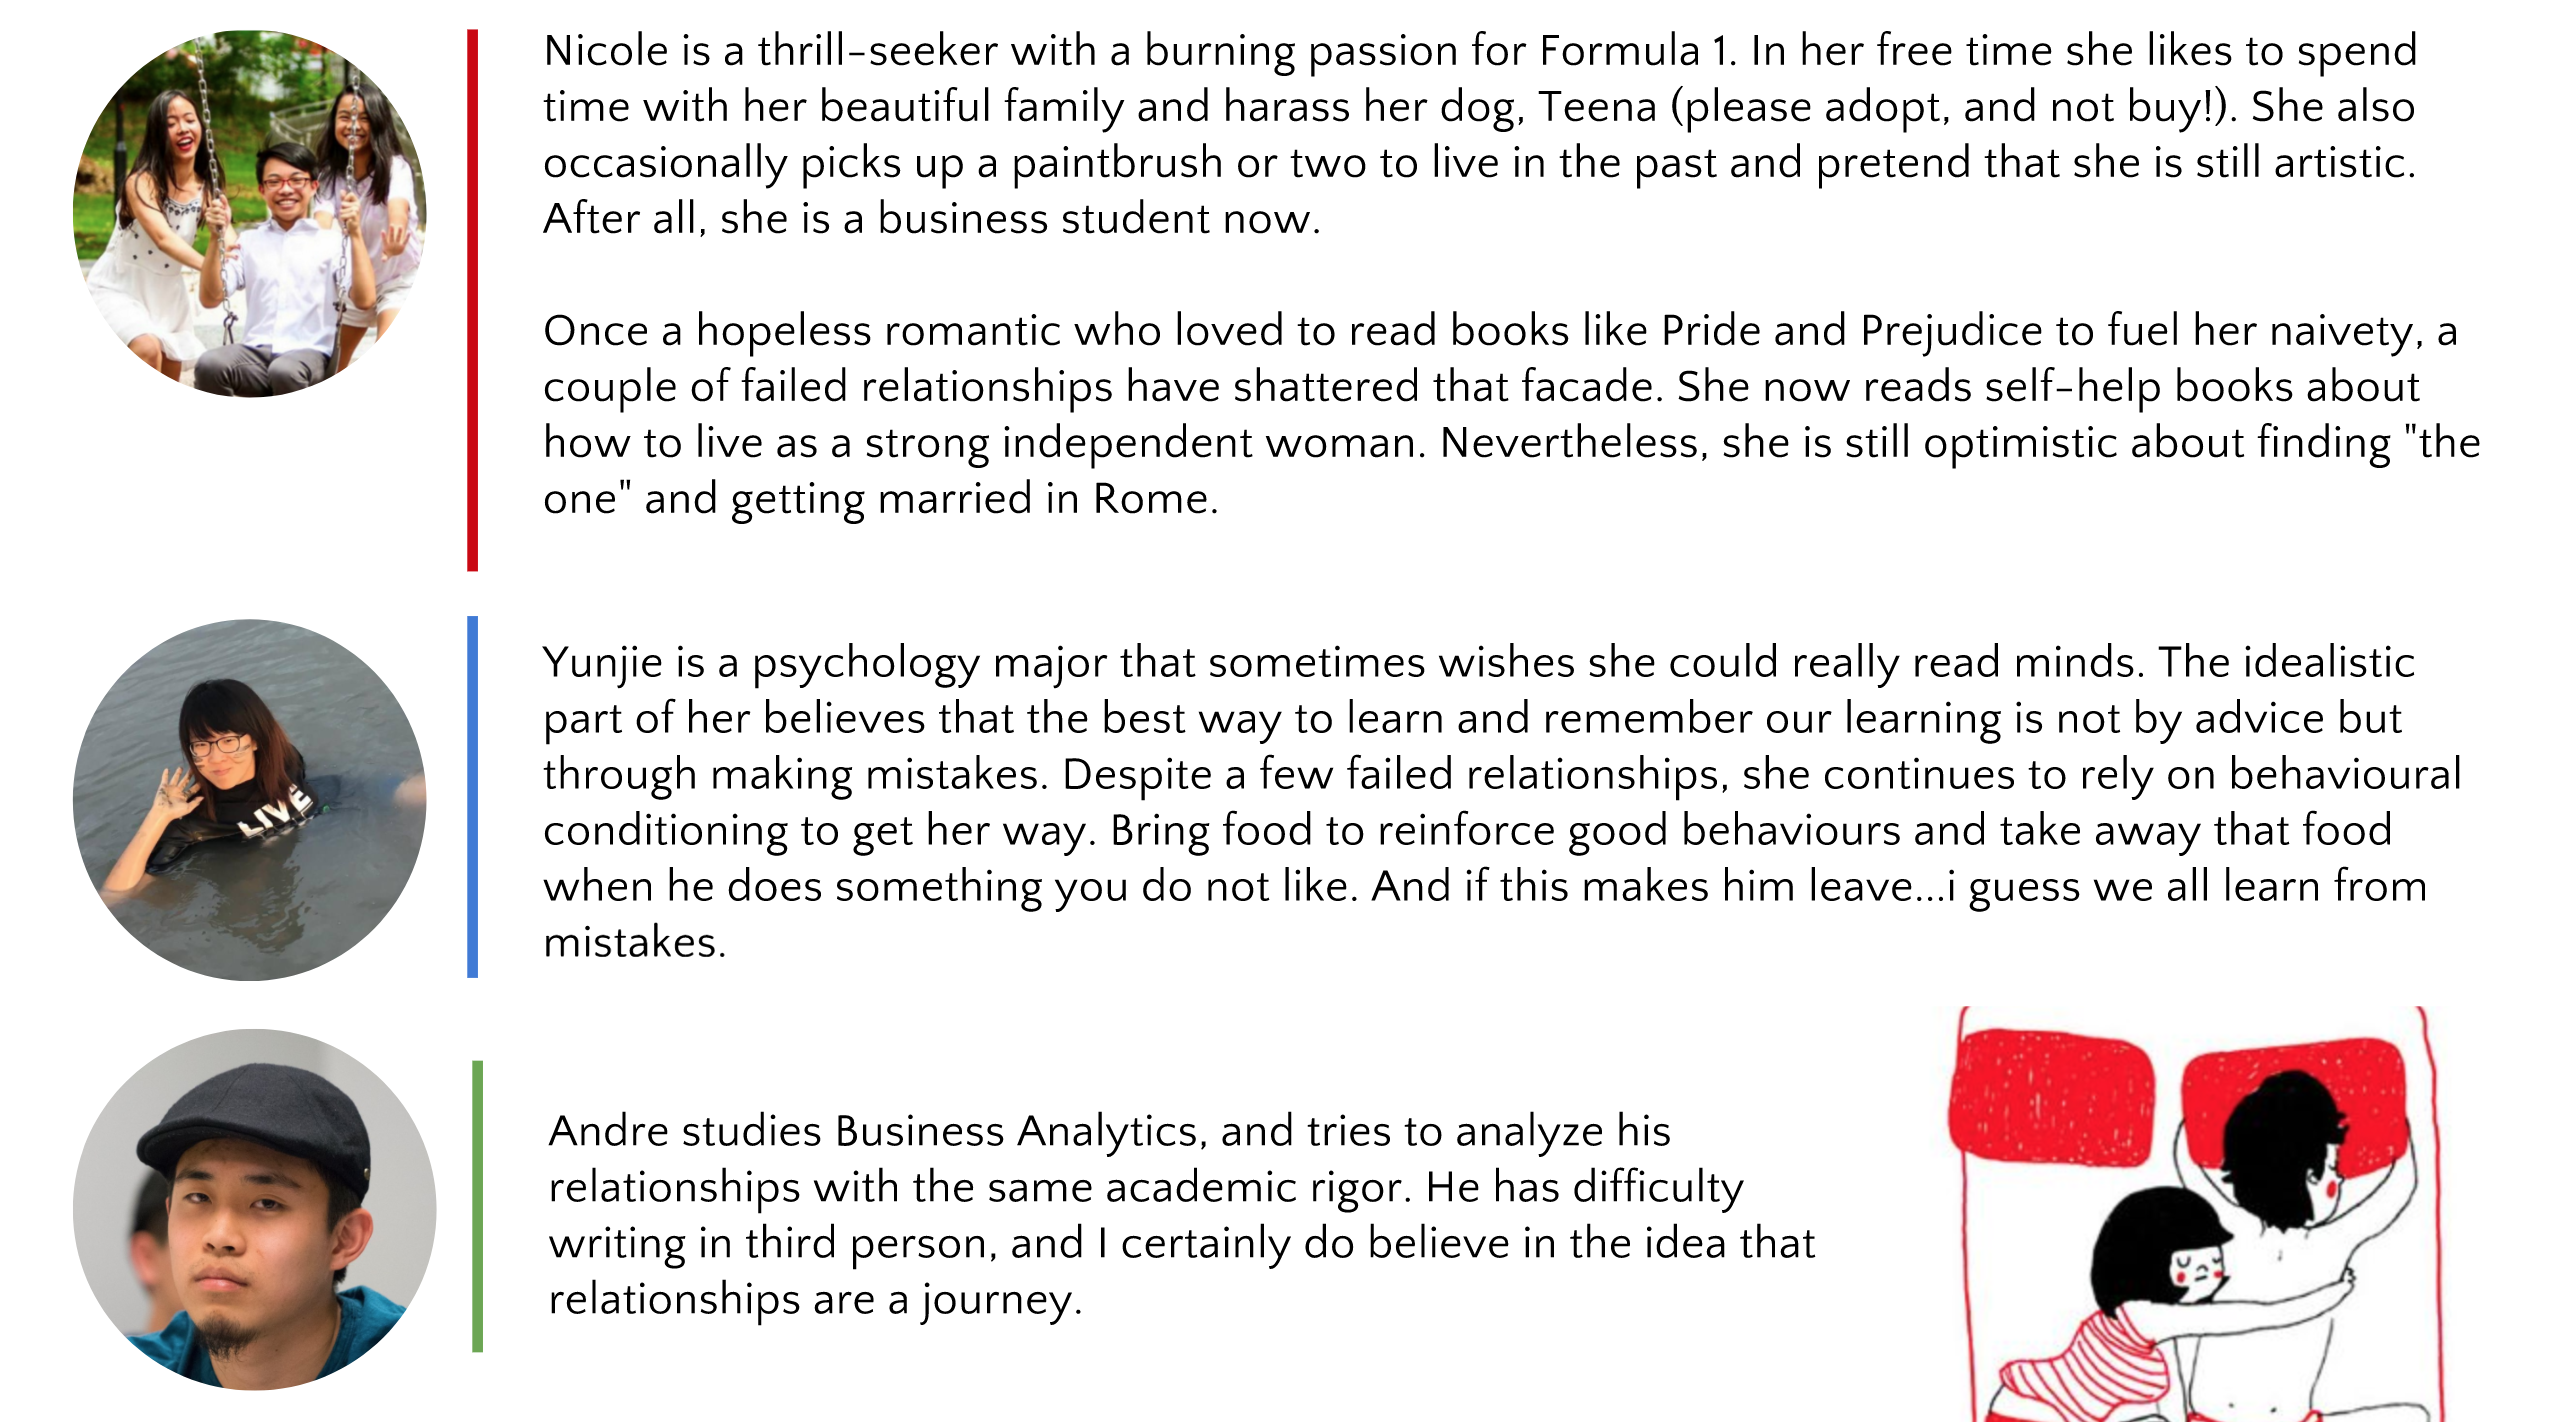 Nicole is a thrill-seeker with a burning passion for Formula 1. In her free time she likes to spend
time with her beautiful family and harass her dog, Teena (please adopt, and not buy!). She also
occasionally picks up a paintbrush or two to live in the past and pretend that she is still artistic.
After all, she is a business student now.
Once a hopeless romantic who loved to read books like Pride and Prejudice to fuel her naivety, a
couple of failed relationships have shattered that facade. She now reads self-help books about
how to live as a strong independent woman. Nevertheless, she is still optimistic about finding "the
one" and getting married in Rome.
LIVE
Yunjie is a psychology major that sometimes wishes she could really read minds. The idealistic
part of her believes that the best way to learn and remember our learning is not by advice but
through making mistakes. Despite a few failed relationships, she continues to rely on behavioural
conditioning to get her way. Bring food to reinforce good behaviours and take away that food
when he does something you do not like. And if this makes him leave...i guess we all learn from
mistakes.
Andre studies Business Analytics, and tries to analyze his
relationships with the same academic rigor. He has difficulty
writing in third person, and I certainly do believe in the idea that
relationships are a journey.